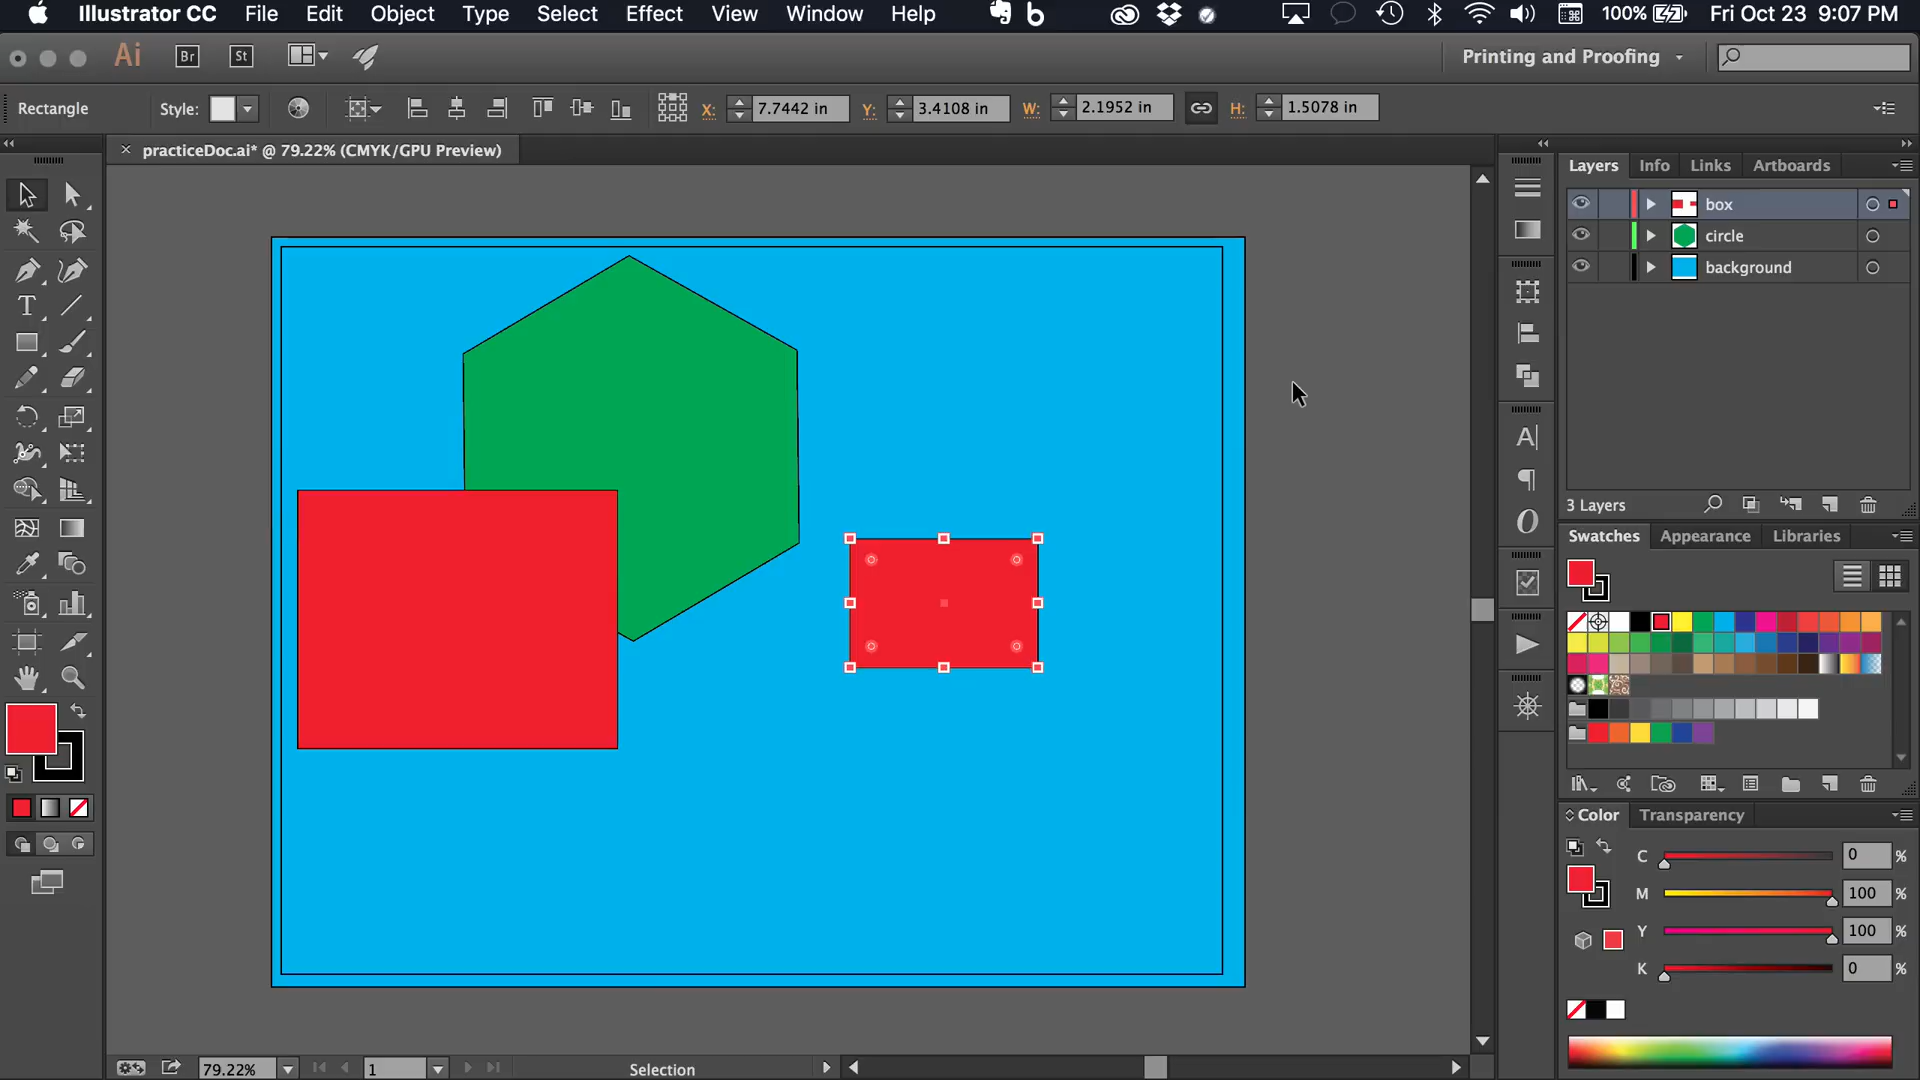 Illustrator CC File Edit Object Type Select Effect View Window Help 100% Fri Oct 23 9:07 PM
Ai Br St Printing and Proofing
Rectangle Style: X: 7.7442 in Y: 3.4108 in W: 2.1952 in H: 1.5078 in
× practiceDoc.ai* @ 79.22% (CMYK/GPU Preview)
Layers Info Links Artboards
box
circle
background
3 Layers
Swatches Appearance Libraries
Color Transparency
C 0 %
M 100 %
Y 100 %
K 0 %
79.22% 1 Selection